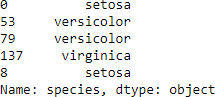 0 setosa
53 versicolor
79 versicolor
137 virginica
8 setosa
Name: species, dtype: object